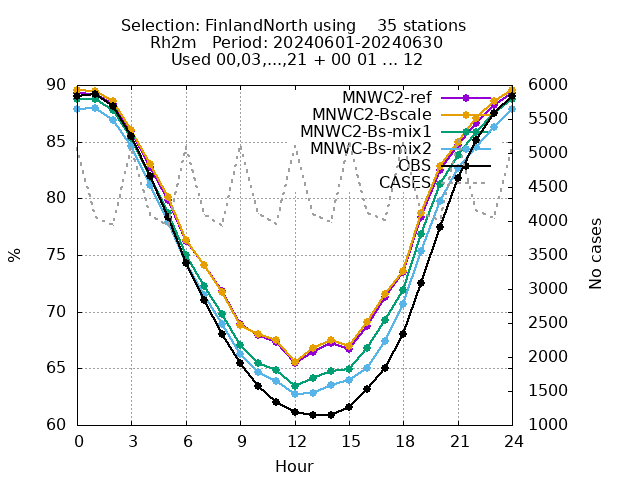 Selection: FinlandNorth using    35 stations
Rh2m   Period: 20240601-20240630
Used 00,03,...,21 + 00 01 ... 12
90
85
80
75
70
65
60
%
6000
5500
5000
4500
4000
3500
3000
2500
2000
1500
1000
No cases
MNWC2-ref
MNWC2-Bscale
MNWC2-Bs-mix1
MNWC-Bs-mix2
OBS
CASES
0 3 6 9 12 15 18 21 24
Hour